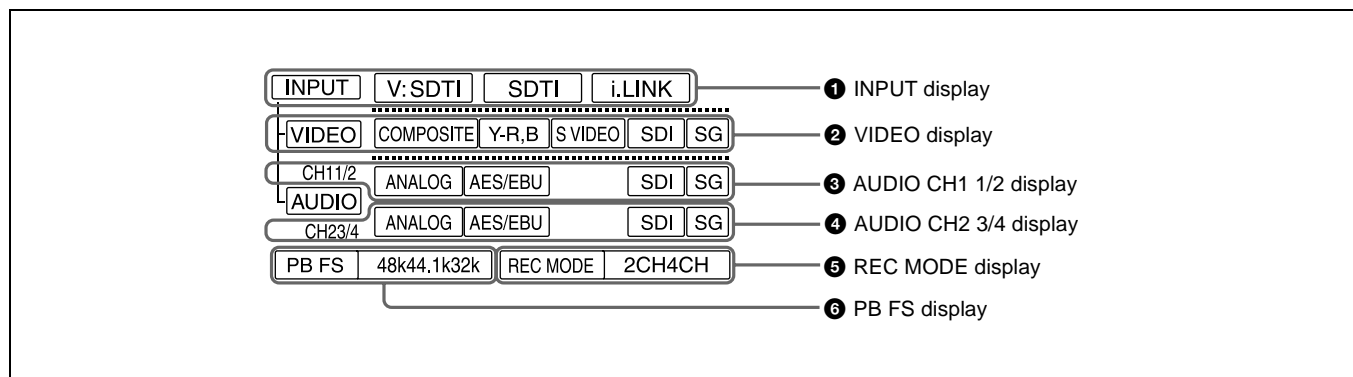 INPUT V: SDTI SDTI i.LINK ❶ INPUT display
VIDEO COMPOSITE Y-R,B S VIDEO SDI SG ❷ VIDEO display
CH11/2 ANALOG AES/EBU SDI SG ❸ AUDIO CH1 1/2 display
AUDIO
CH23/4 ANALOG AES/EBU SDI SG ❹ AUDIO CH2 3/4 display
PB FS 48k44.1k32k REC MODE 2CH4CH ❺ REC MODE display
❻ PB FS display